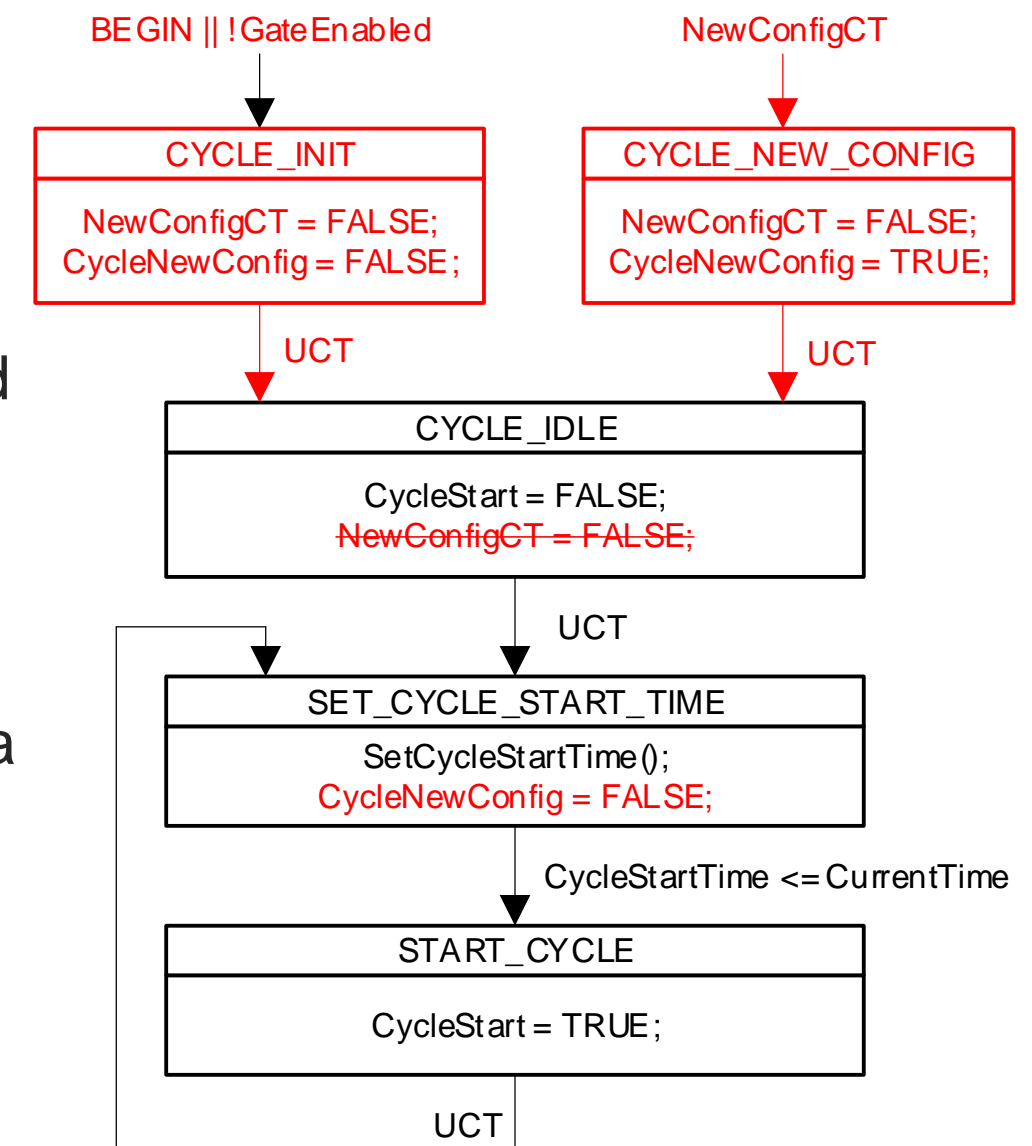 BEGIN || !GateEnabled
NewConfigCT
CYCLE_INIT
NewConfigCT = FALSE;
CycleNewConfig = FALSE;
CYCLE_NEW_CONFIG
NewConfigCT = FALSE;
CycleNewConfig = TRUE;
UCT
UCT
d
CYCLE_IDLE
CycleStart = FALSE;
NewConfigCT = FALSE;
UCT
SET_CYCLE_START_TIME
a
SetCycleStartTime();
CycleNewConfig = FALSE;
CycleStartTime <= CurrentTime
START_CYCLE
CycleStart = TRUE;
UCT